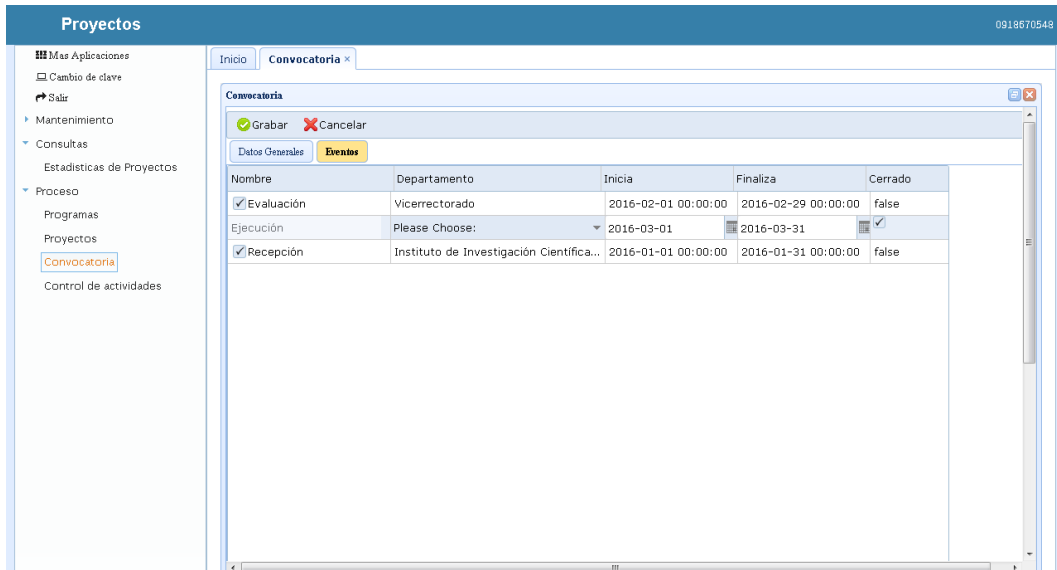 Proyectos
0918670548
Mas Aplicaciones
Cambio de clave
Salir
Mantenimiento
Consultas
Estadisticas de Proyectos
Proceso
Programas
Proyectos
Convocatoria
Control de actividades
Inicio
Convocatoria ×
Convocatoria
Grabar Cancelar
Datos Generales Eventos
Nombre Departamento Inicia Finaliza Cerrado
Evaluación Vicerrectorado 2016-02-01 00:00:00 2016-02-29 00:00:00 false
Ejecución Please Choose: 2016-03-01 2016-03-31
Recepción Instituto de Investigación Científica... 2016-01-01 00:00:00 2016-01-31 00:00:00 false